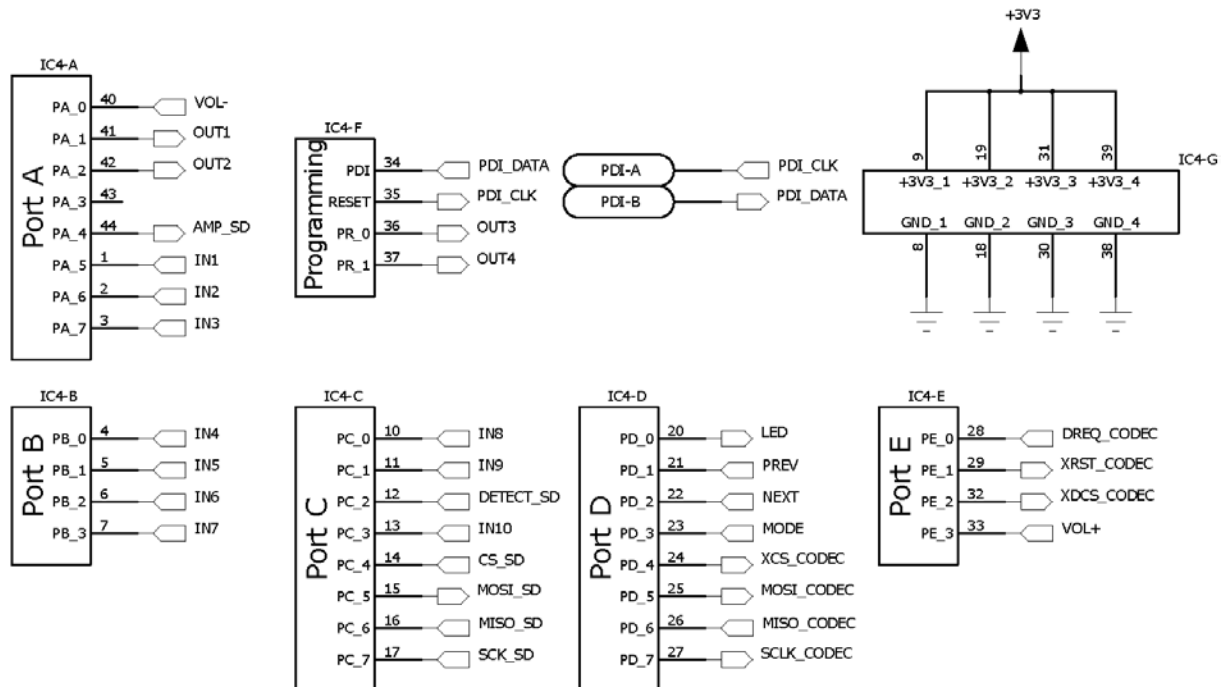 +3V3
IC4-A
Port A
PA_0 40 VOL-
PA_1 41 OUT1
PA_2 42 OUT2
PA_3 43
PA_4 44 AMP_SD
PA_5 1 IN1
PA_6 2 IN2
PA_7 3 IN3
IC4-F
Programming
PDI 34 PDI_DATA
RESET 35 PDI_CLK
PR_0 36 OUT3
PR_1 37 OUT4
PDI-A PDI_CLK
PDI-B PDI_DATA
IC4-G
9 19 31 39
+3V3_1 +3V3_2 +3V3_3 +3V3_4
GND_1 GND_2 GND_3 GND_4
8 18 30 38
IC4-B
Port B
PB_0 4 IN4
PB_1 5 IN5
PB_2 6 IN6
PB_3 7 IN7
IC4-C
Port C
PC_0 10 IN8
PC_1 11 IN9
PC_2 12 DETECT_SD
PC_3 13 IN10
PC_4 14 CS_SD
PC_5 15 MOSI_SD
PC_6 16 MISO_SD
PC_7 17 SCK_SD
IC4-D
Port D
PD_0 20 LED
PD_1 21 PREV
PD_2 22 NEXT
PD_3 23 MODE
PD_4 24 XCS_CODEC
PD_5 25 MOSI_CODEC
PD_6 26 MISO_CODEC
PD_7 27 SCLK_CODEC
IC4-E
Port E
PE_0 28 DREQ_CODEC
PE_1 29 XRST_CODEC
PE_2 32 XDCS_CODEC
PE_3 33 VOL+